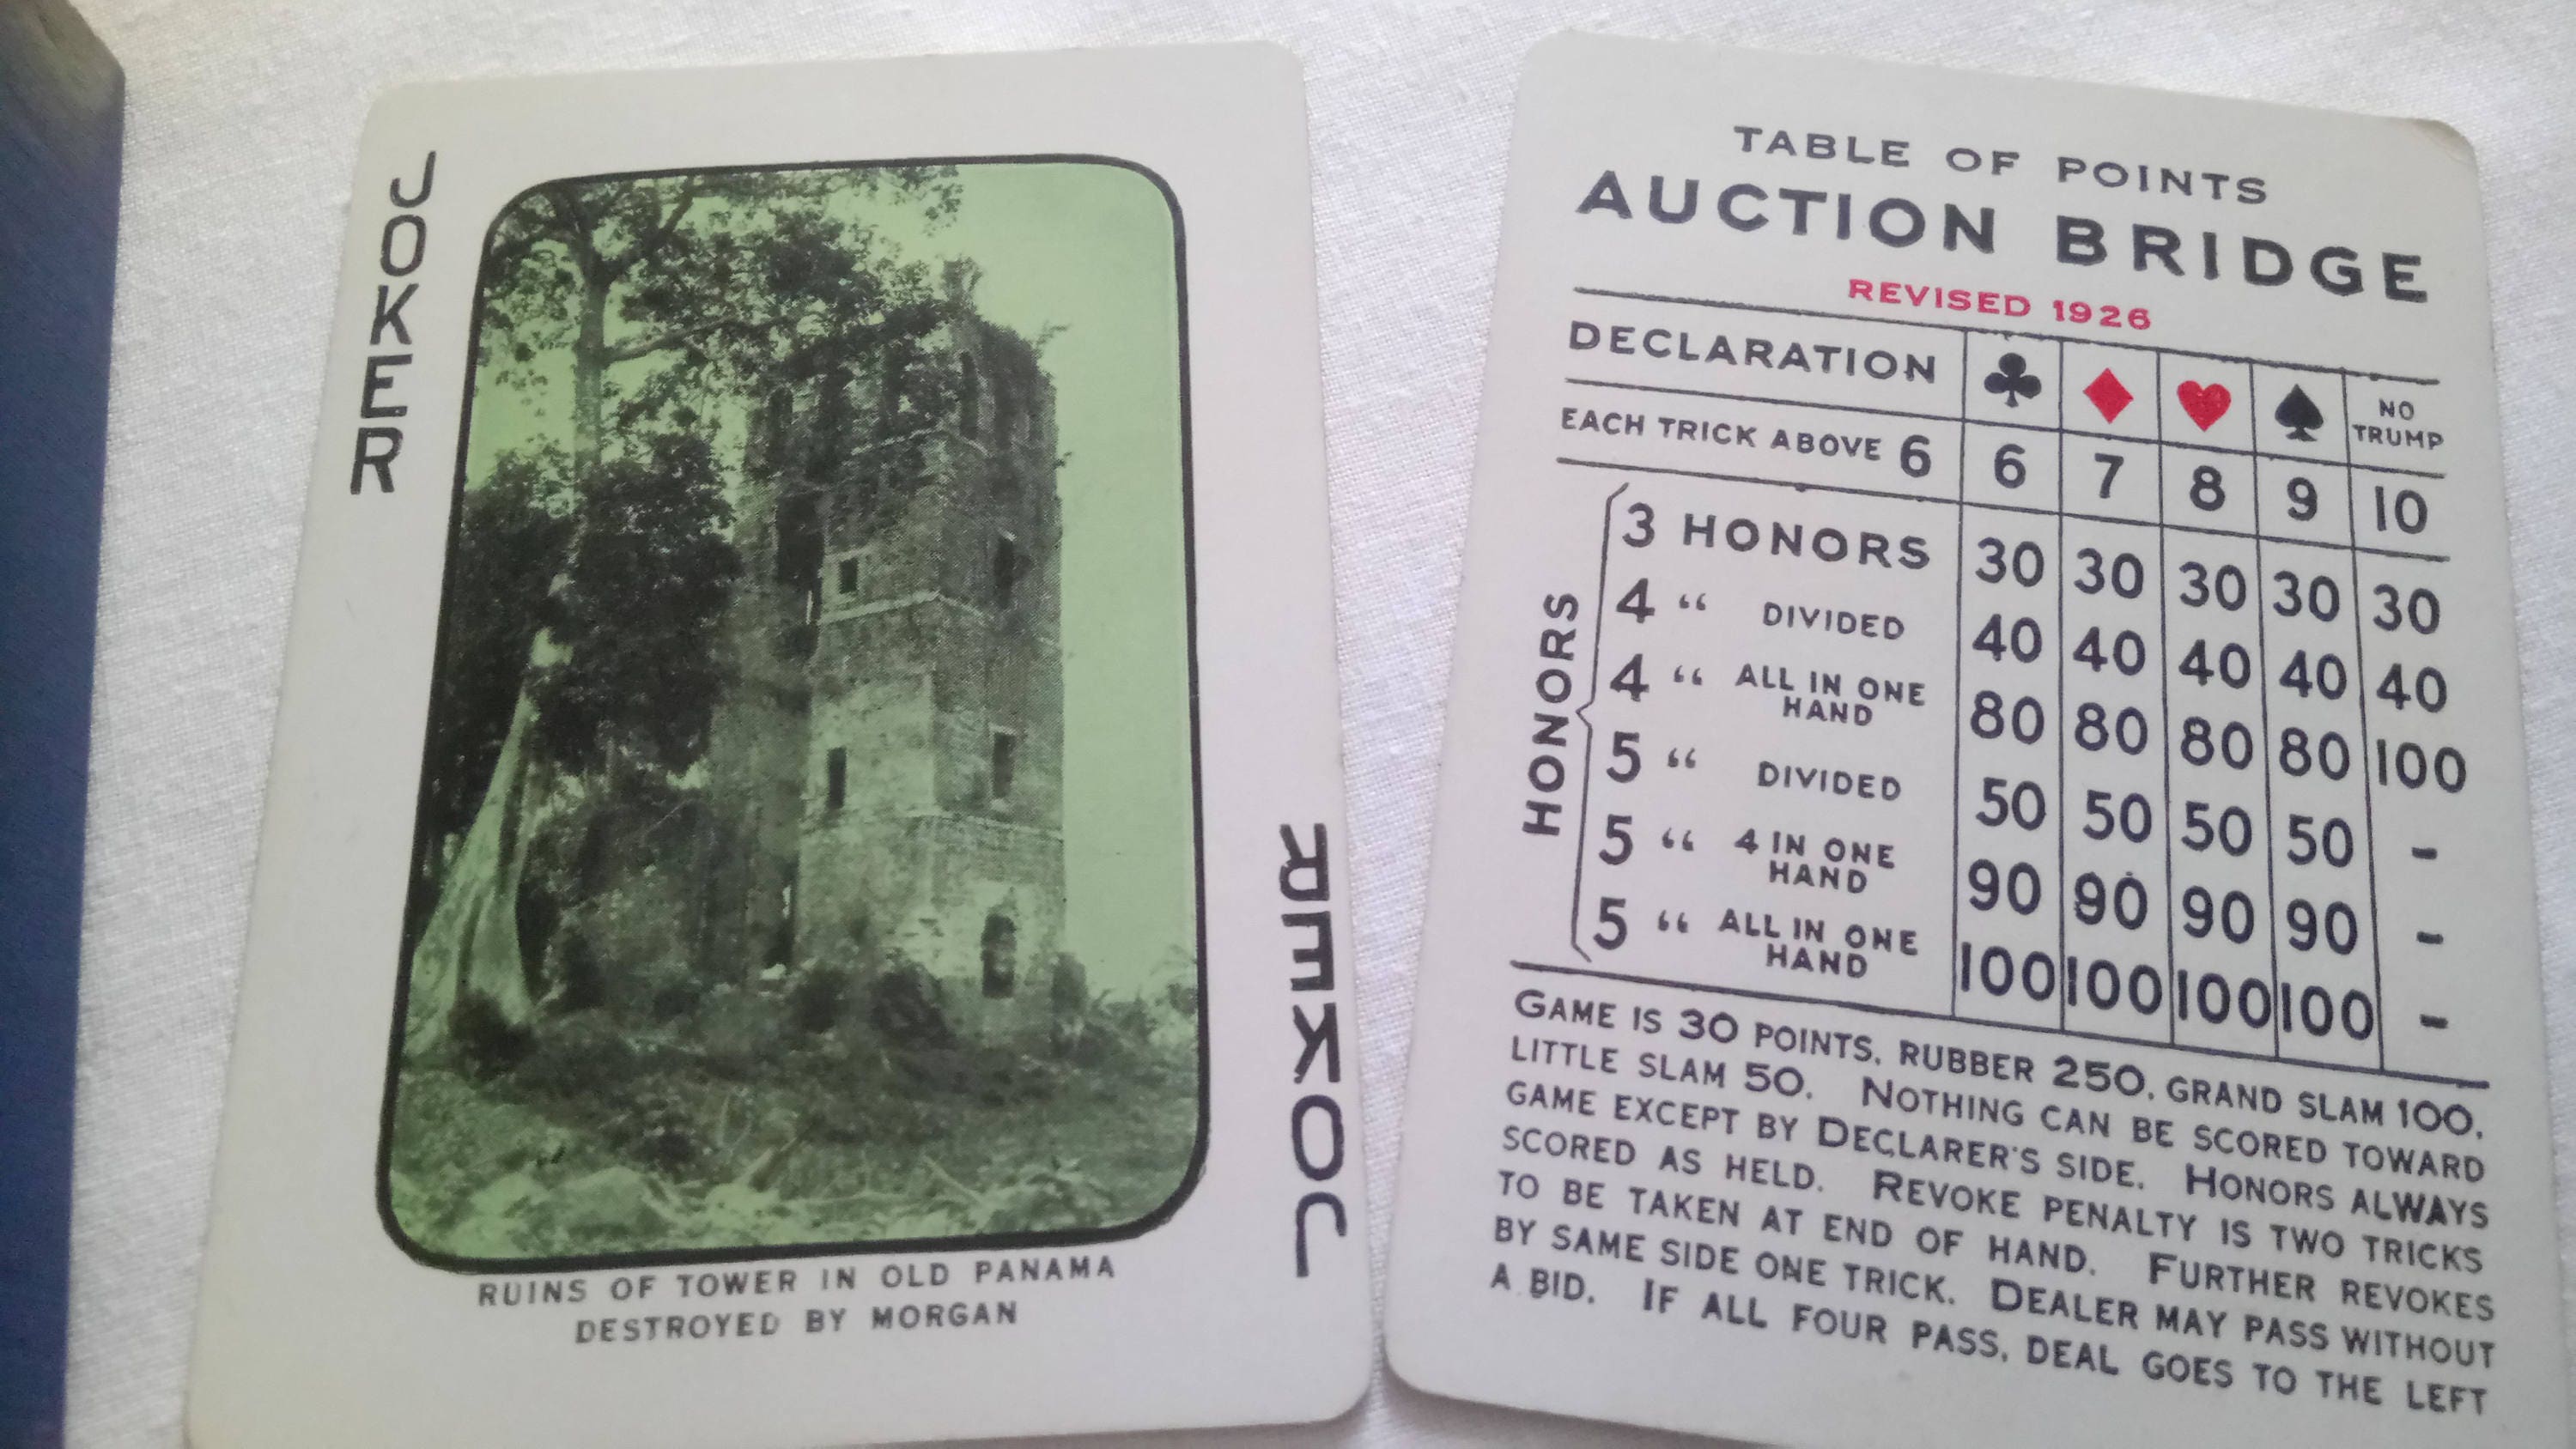 JOKER
RUINS OF TOWER IN OLD PANAMA
DESTROYED BY MORGAN
JOKER
TABLE OF POINTS
AUCTION BRIDGE
REVISED 1926
DECLARATION ♣ ♦ ♥ ♠ NO TRUMP
EACH TRICK ABOVE 6 6 7 8 9 10
HONORS
3 HONORS 30 30 30 30 30
4 “ DIVIDED 40 40 40 40 40
4 “ ALL IN ONE HAND 80 80 80 80 100
5 “ DIVIDED 50 50 50 50 -
5 “ 4 IN ONE HAND 90 90 90 90 -
5 “ ALL IN ONE HAND 100 100 100 100 -
GAME IS 30 POINTS, RUBBER 250, GRAND SLAM 100,
LITTLE SLAM 50. NOTHING CAN BE SCORED TOWARD
GAME EXCEPT BY DECLARER'S SIDE. HONORS ALWAYS
SCORED AS HELD. REVOKE PENALTY IS TWO TRICKS
TO BE TAKEN AT END OF HAND. FURTHER REVOKES
BY SAME SIDE ONE TRICK. DEALER MAY PASS WITHOUT
A BID. IF ALL FOUR PASS, DEAL GOES TO THE LEFT